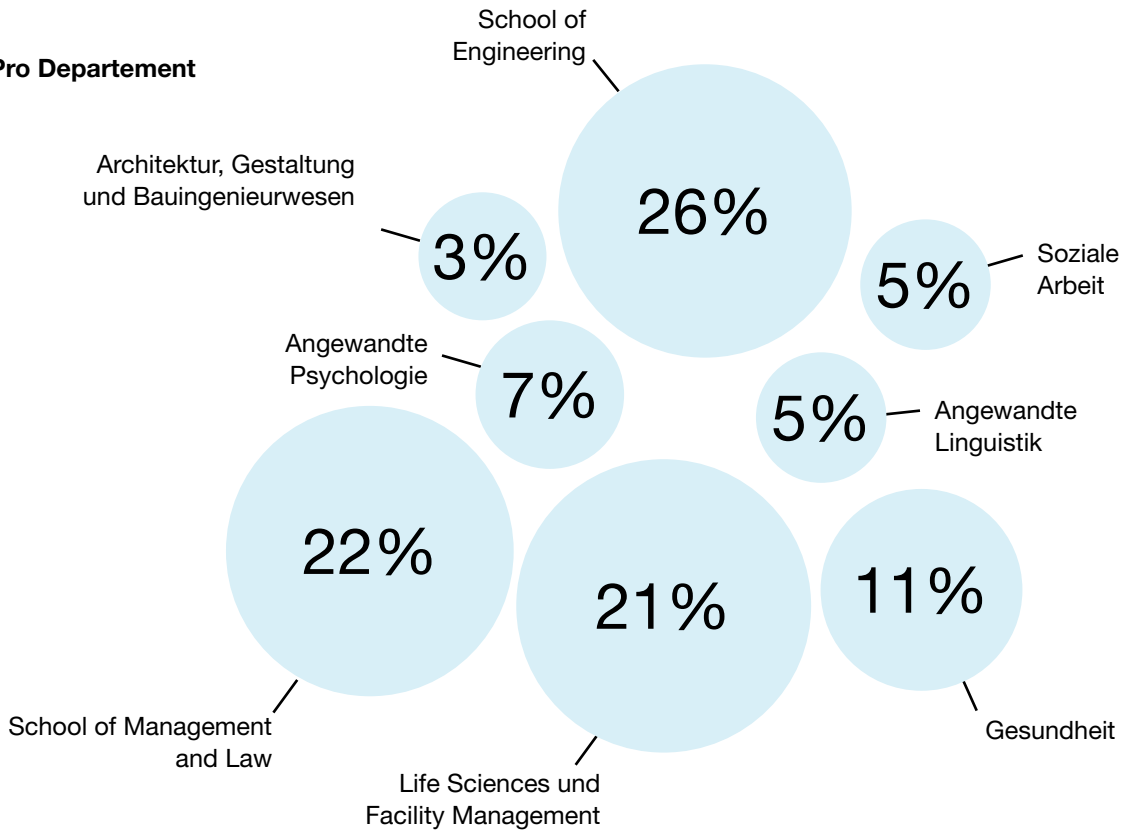 Pro Departement
School of
Engineering
26%
Architektur, Gestaltung
und Bauingenieurwesen
3%
Soziale
Arbeit
5%
Angewandte
Psychologie
7%
Angewandte
Linguistik
5%
22%
School of Management
and Law
21%
Life Sciences und
Facility Management
11%
Gesundheit